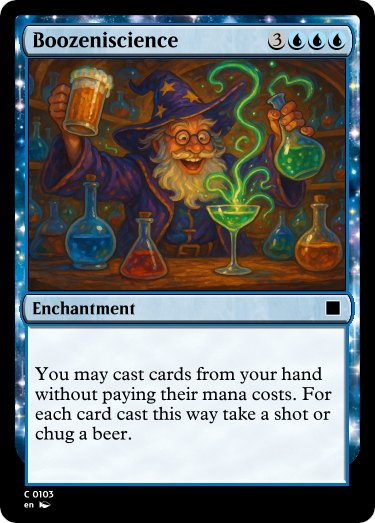 Boozeniscience 3
Enchantment
You may cast cards from your hand
without paying their mana costs. For
each card cast this way take a shot or
chug a beer.
C 0103
en